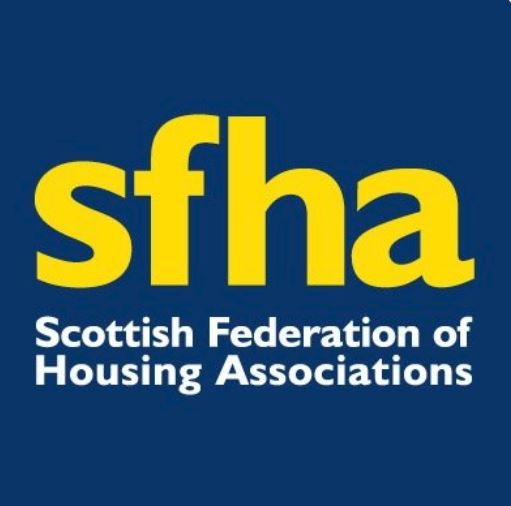 sfha
Scottish Federation of
Housing Associations